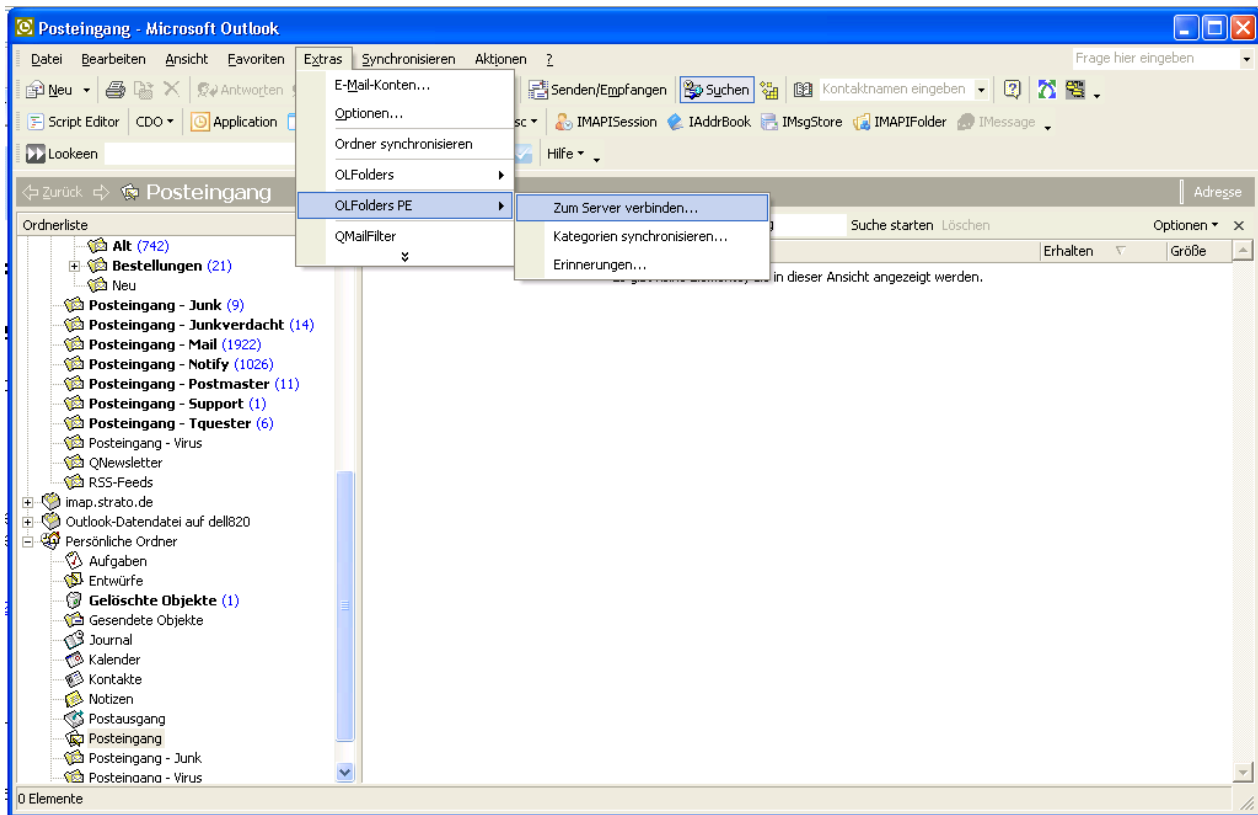 Posteingang - Microsoft Outlook
Datei Bearbeiten Ansicht Favoriten Extras Synchronisieren Aktionen ? Frage hier eingeben
Neu Antworten Senden/Empfangen Suchen Kontaktnamen eingeben
Script Editor CDO Application IMAPISession IAddrBook IMsgStore IMAPIFolder IMessage
Lookeen Hilfe
E-Mail-Konten...
Optionen...
Ordner synchronisieren
OLFolders
OLFolders PE
QMailFilter
Zum Server verbinden...
Kategorien synchronisieren...
Erinnerungen...
Zurück Posteingang Adresse
Ordnerliste Suche starten Löschen Optionen
Erhalten Größe
in dieser Ansicht angezeigt werden.
Alt (742)
Bestellungen (21)
Neu
Posteingang - Junk (9)
Posteingang - Junkverdacht (14)
Posteingang - Mail (1922)
Posteingang - Notify (1026)
Posteingang - Postmaster (11)
Posteingang - Support (1)
Posteingang - Tquester (6)
Posteingang - Virus
QNewsletter
RSS-Feeds
imap.strato.de
Outlook-Datendatei auf dell820
Persönliche Ordner
Aufgaben
Entwürfe
Gelöschte Objekte (1)
Gesendete Objekte
Journal
Kalender
Kontakte
Notizen
Postausgang
Posteingang
Posteingang - Junk
Posteingang - Virus
0 Elemente